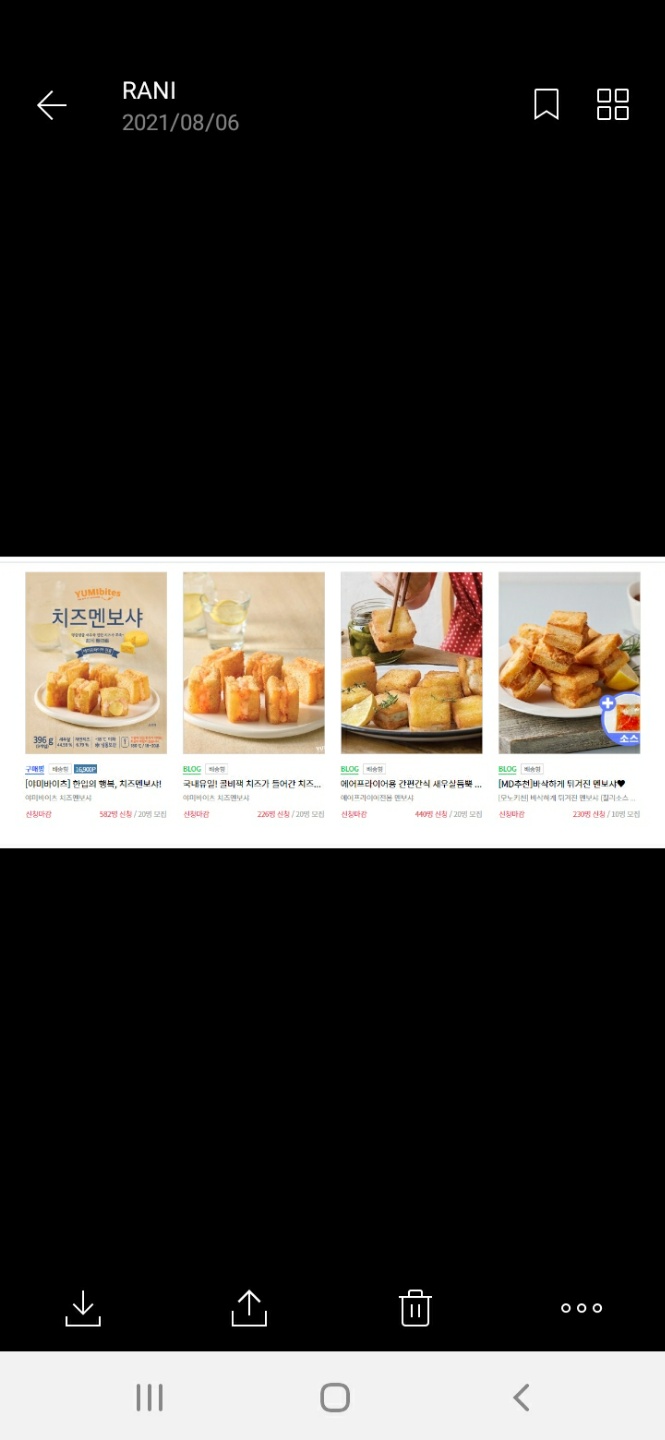 RANI
2021/08/06
YUMIbites
치즈멘보샤
396 g
소스
구매평 배송형 16,900P
[야미바이츠] 한입의 행복, 치즈멘보샤!
야미바이츠 치즈멘보샤
신청마감 582명 신청 / 20명 모집
BLOG 배송형
국내유일! 콜비잭 치즈가 들어간 치즈...
야미바이츠 치즈멘보샤
신청마감 226명 신청 / 20명 모집
BLOG 배송형
에어프라이어용 간편간식 새우살듬뿍 ...
에어프라이어전용 멘보샤
신청마감 440명 신청 / 20명 모집
BLOG 배송형
[MD추천]바삭하게 튀겨진 멘보샤♥
[모노키친] 바삭하게 튀겨진 멘보샤 [칠리소스 ...
신청마감 230명 신청 / 10명 모집